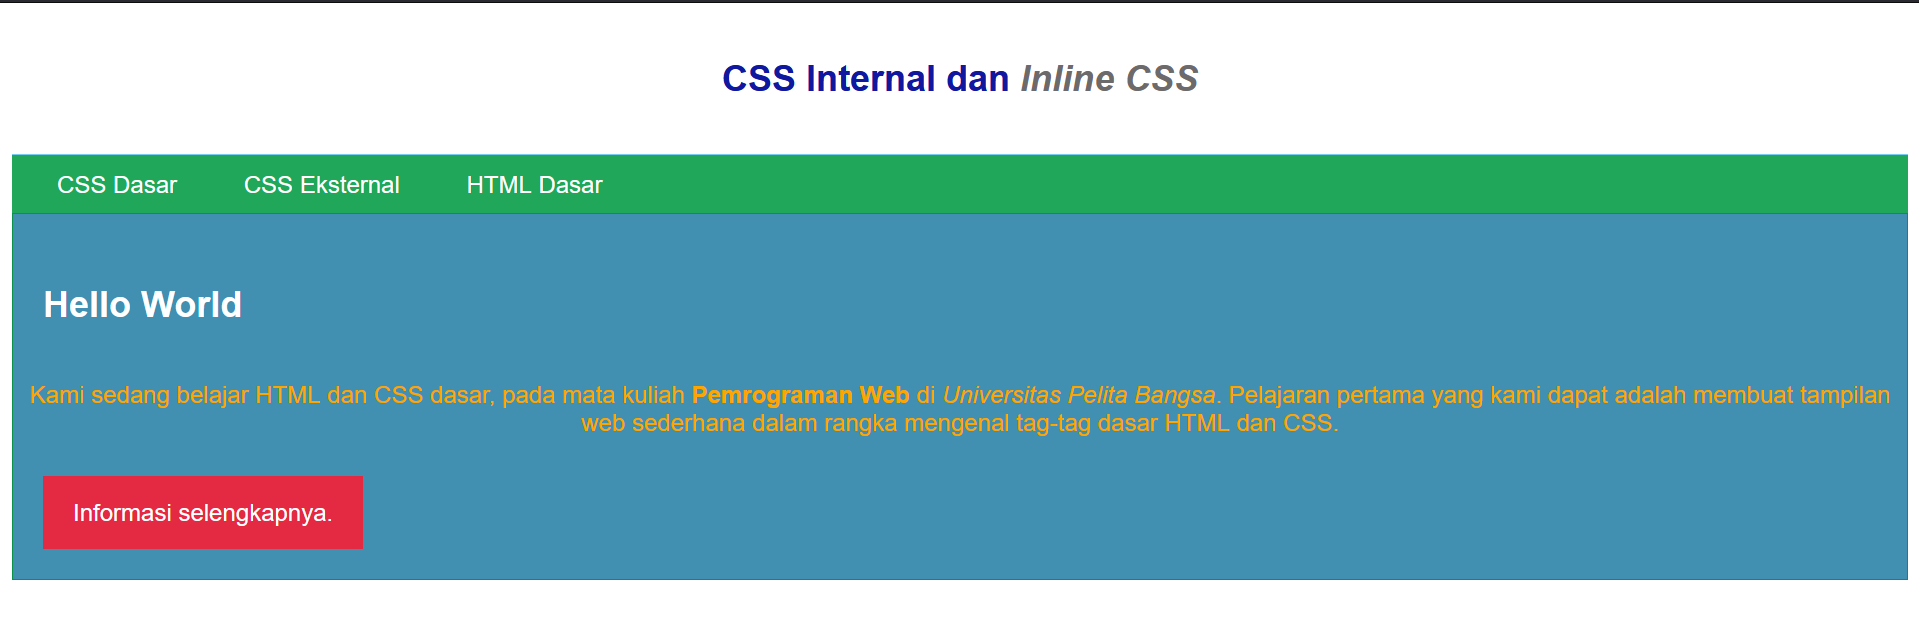 CSS Internal dan Inline CSS
CSS Dasar CSS Eksternal HTML Dasar
Hello World
Kami sedang belajar HTML dan CSS dasar, pada mata kuliah Pemrograman Web di Universitas Pelita Bangsa. Pelajaran pertama yang kami dapat adalah membuat tampilan
web sederhana dalam rangka mengenal tag-tag dasar HTML dan CSS.
Informasi selengkapnya.